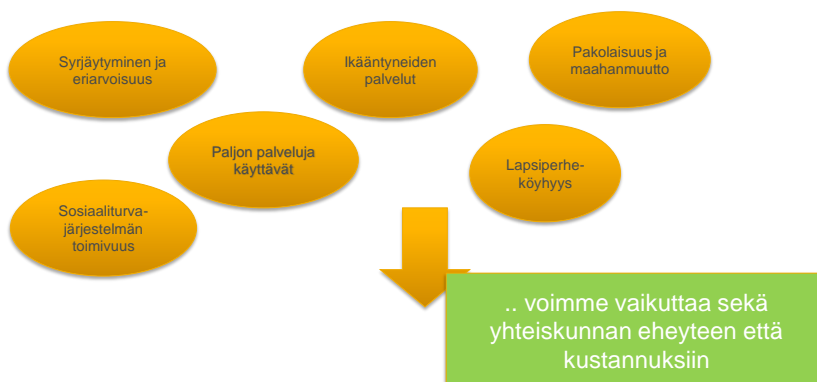 Syrjäytyminen ja
eriarvoisuus
Ikääntyneiden
palvelut
Pakolaisuus ja
maahanmuutto
Paljon palveluja
käyttävät
Lapsiperhe-
köyhyys
Sosiaaliturva-
järjestelmän
toimivuus
.. voimme vaikuttaa sekä
yhteiskunnan eheyteen että
kustannuksiin